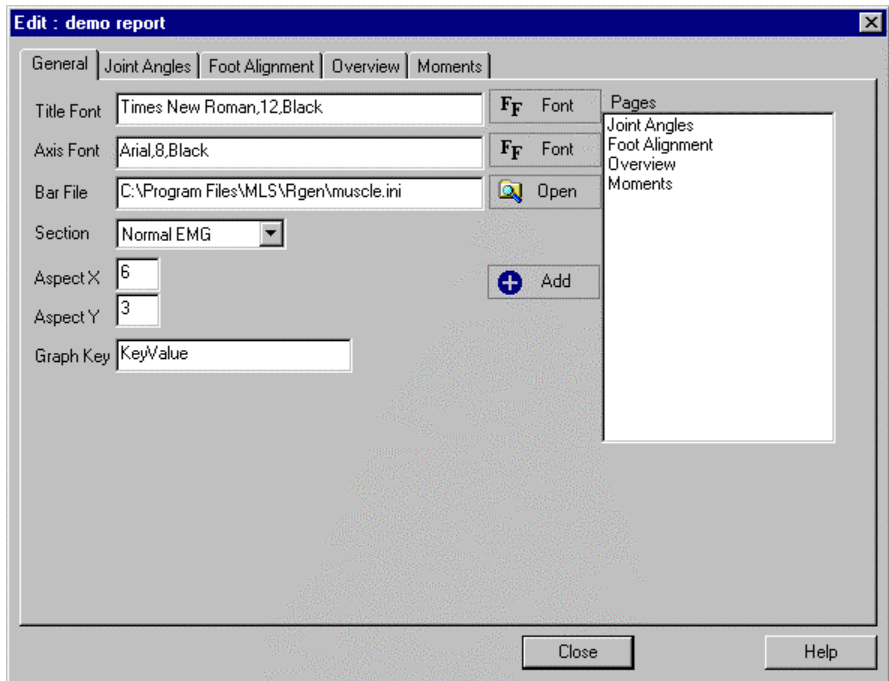 Edit : demo report
General Joint Angles Foot Alignment Overview Moments
Title Font Times New Roman,12,Black FF Font
Axis Font Arial,8,Black FF Font
Bar File C:\Program Files\MLS\Rgen\muscle.ini Open
Section Normal EMG
Aspect X 6
Aspect Y 3
Add
Graph Key KeyValue
Pages
Joint Angles
Foot Alignment
Overview
Moments
Close Help